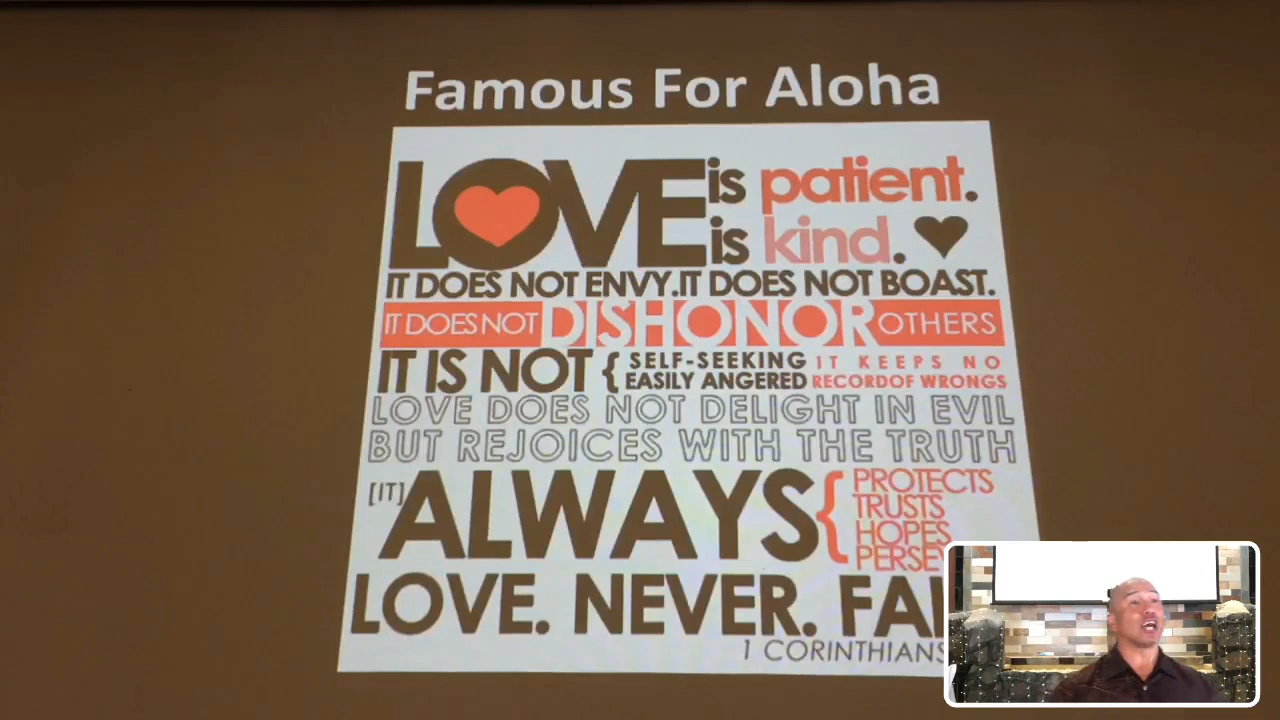 Famous For Aloha
LOVE is patient.
is kind.
IT DOES NOT ENVY.IT DOES NOT BOAST.
IT DOES NOT DISHONOR OTHERS
IT IS NOT { SELF-SEEKING
EASILY ANGERED
IT KEEPS NO
RECORDOF WRONGS
LOVE DOES NOT DELIGHT IN EVIL
BUT REJOICES WITH THE TRUTH
[IT] ALWAYS { PROTECTS
TRUSTS
HOPES
LOVE. NEVER.
1 CORINTHIANS